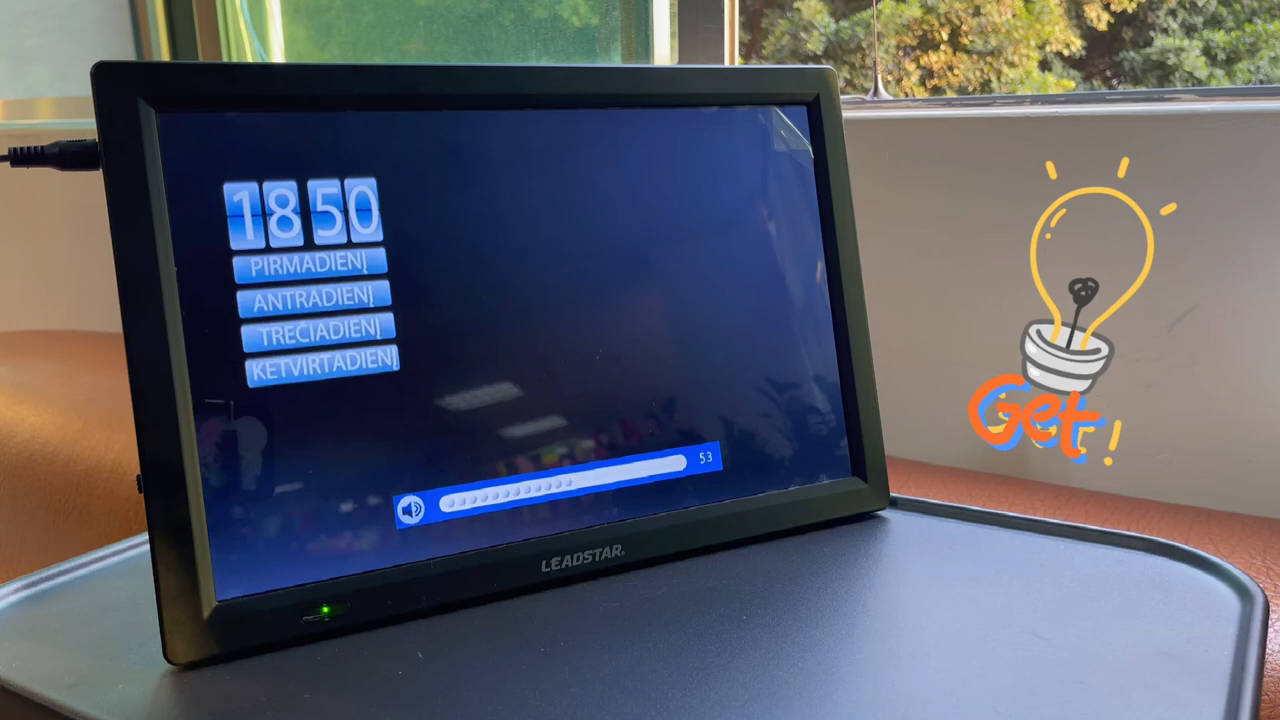 18 50
PIRMADIENĮ
ANTRADIENĮ
TREČIADIENĮ
KETVIRTADIENĮ
53
LEADSTAR®
Get!